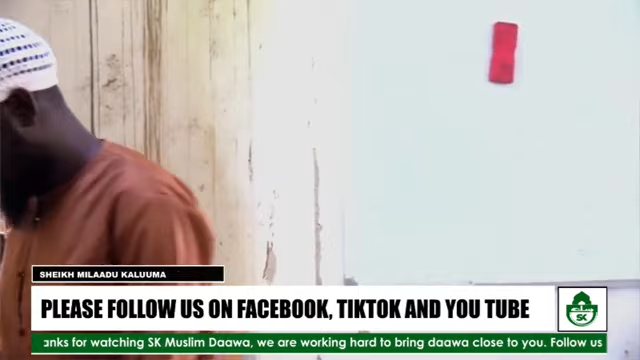 SHEIKH MILAADU KALUUMA
PLEASE FOLLOW US ON FACEBOOK, TIKTOK AND YOU TUBE
SK
anks for watching SK Muslim Daawa, we are working hard to bring daawa close to you. Follow us